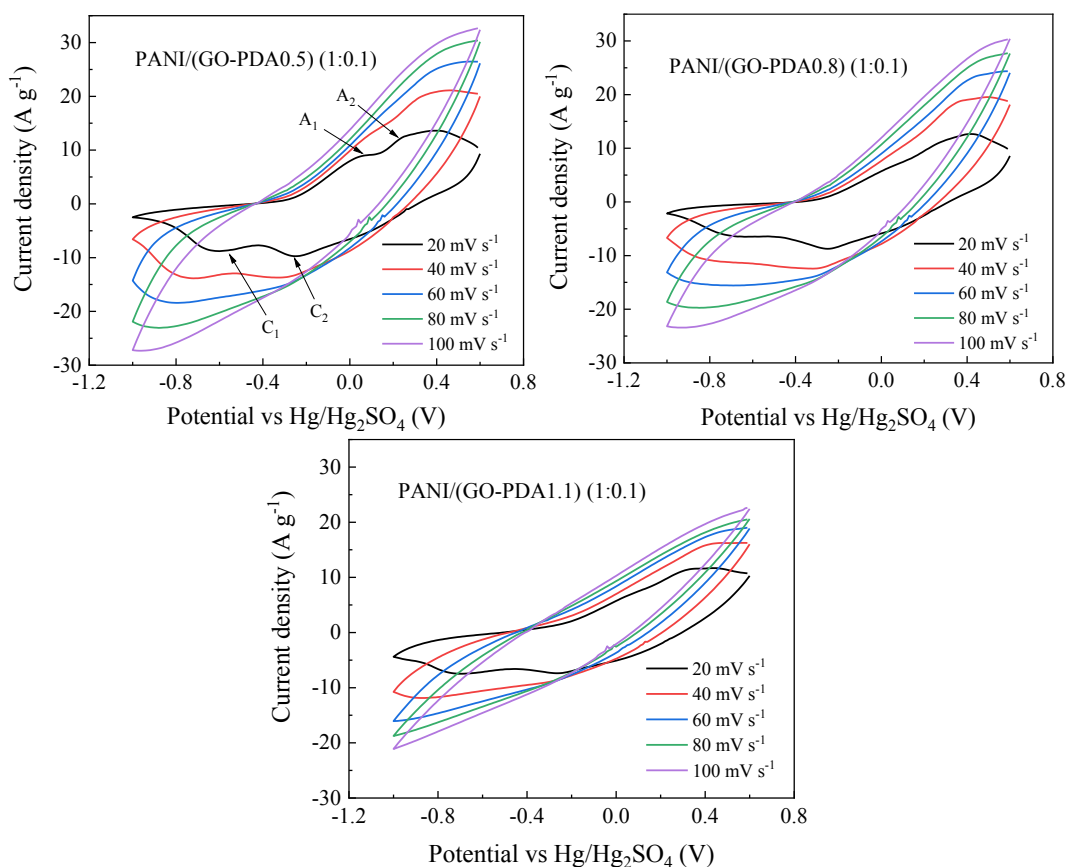 PANI/(GO-PDA0.5) (1:0.1)
Current density (A g⁻¹)
30
20
10
0
-10
-20
-30
A₁
A₂
C₁
C₂
20 mV s⁻¹
40 mV s⁻¹
60 mV s⁻¹
80 mV s⁻¹
100 mV s⁻¹
-1.2 -0.8 -0.4 0.0 0.4 0.8
Potential vs Hg/Hg₂SO₄ (V)
PANI/(GO-PDA0.8) (1:0.1)
Current density (A g⁻¹)
30
20
10
0
-10
-20
-30
20 mV s⁻¹
40 mV s⁻¹
60 mV s⁻¹
80 mV s⁻¹
100 mV s⁻¹
-1.2 -0.8 -0.4 0.0 0.4 0.8
Potential vs Hg/Hg₂SO₄ (V)
PANI/(GO-PDA1.1) (1:0.1)
Current density (A g⁻¹)
30
20
10
0
-10
-20
-30
20 mV s⁻¹
40 mV s⁻¹
60 mV s⁻¹
80 mV s⁻¹
100 mV s⁻¹
-1.2 -0.8 -0.4 0.0 0.4 0.8
Potential vs Hg/Hg₂SO₄ (V)